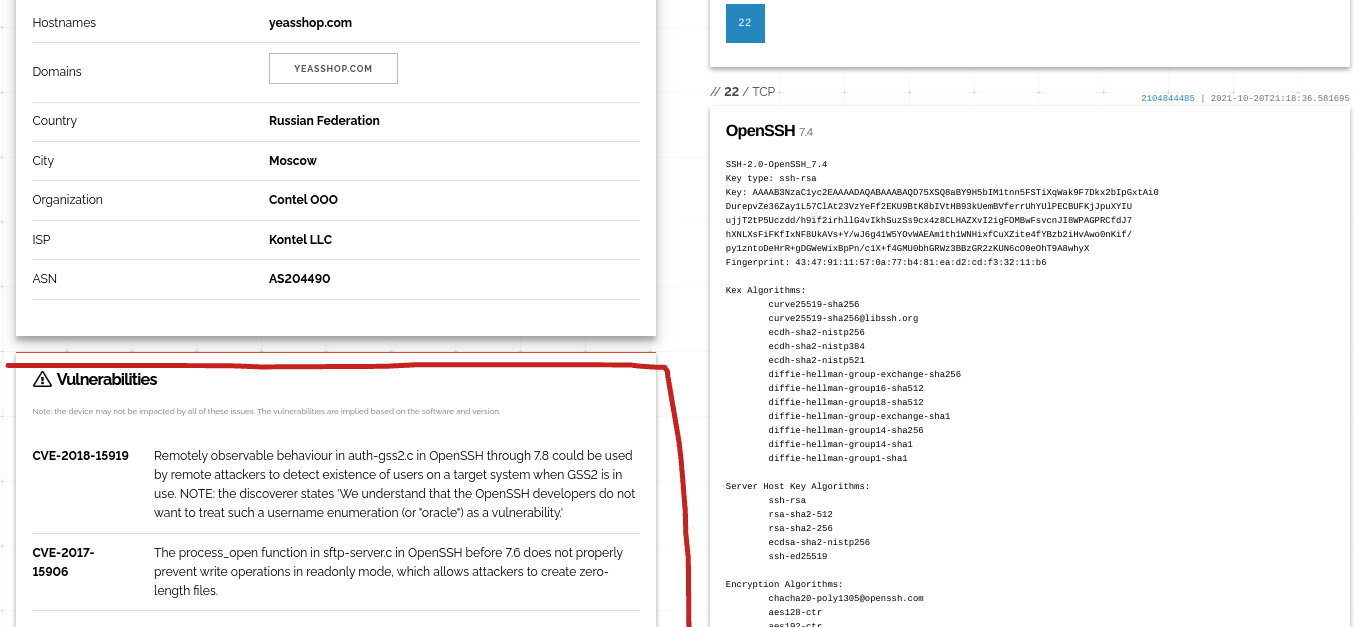 Hostnames yeasshop.com
Domains YEASSHOP.COM
Country Russian Federation
City Moscow
Organization Contel OOO
ISP Kontel LLC
ASN AS204490
Vulnerabilities
Note: the device may not be impacted by all of these issues. The vulnerabilities are implied based on the software and version.
CVE-2018-15919 Remotely observable behaviour in auth-gss2.c in OpenSSH through 7.8 could be used
by remote attackers to detect existence of users on a target system when GSS2 is in
use. NOTE: the discoverer states 'We understand that the OpenSSH developers do not
want to treat such a username enumeration (or "oracle") as a vulnerability.'
CVE-2017-
15906
The process_open function in sftp-server.c in OpenSSH before 7.6 does not properly
prevent write operations in readonly mode, which allows attackers to create zero-
length files.
22
// 22 / TCP
2104844485 | 2021-10-20T21:18:36.581695
OpenSSH 7.4
SSH-2.0-OpenSSH_7.4
Key type: ssh-rsa
Key: AAAAB3NzaC1yc2EAAAADAQABAAABAQD75XSQ8aBY9H5bIM1tnn5FSTiXqWak9F7Dkx2bIpGxtAi0
DurepvZe36Zay1L57ClAt23VzYeFf2EKU9BtK8bIVtHB93kUemBVferrUhYUlPECBUFKjJpuXYIU
ujjT2tP5Uczdd/h9if2irhllG4vIkhSuzSs9cx4z8CLHAZXvI2igFOMBwFsvcnJI8WPAGPRCfdJ7
hXNLXsFiFKfIxNF8UkAVs+Y/wJ6g41W5YOvWAEAm1th1WNHixfCuXZite4fYBzb2iHvAwo0nKif/
py1zntoDeHrR+gDGWeWixBpPn/c1X+f4GMU0bhGRWz3BBzGR2zKUN6cO0eOhT9A8whyX
Fingerprint: 43:47:91:11:57:0a:77:b4:81:ea:d2:cd:f3:32:11:b6
Kex Algorithms:
curve25519-sha256
curve25519-sha256@libssh.org
ecdh-sha2-nistp256
ecdh-sha2-nistp384
ecdh-sha2-nistp521
diffie-hellman-group-exchange-sha256
diffie-hellman-group16-sha512
diffie-hellman-group18-sha512
diffie-hellman-group-exchange-sha1
diffie-hellman-group14-sha256
diffie-hellman-group14-sha1
diffie-hellman-group1-sha1
Server Host Key Algorithms:
ssh-rsa
rsa-sha2-512
rsa-sha2-256
ecdsa-sha2-nistp256
ssh-ed25519
Encryption Algorithms:
chacha20-poly1305@openssh.com
aes128-ctr
aes192-ctr